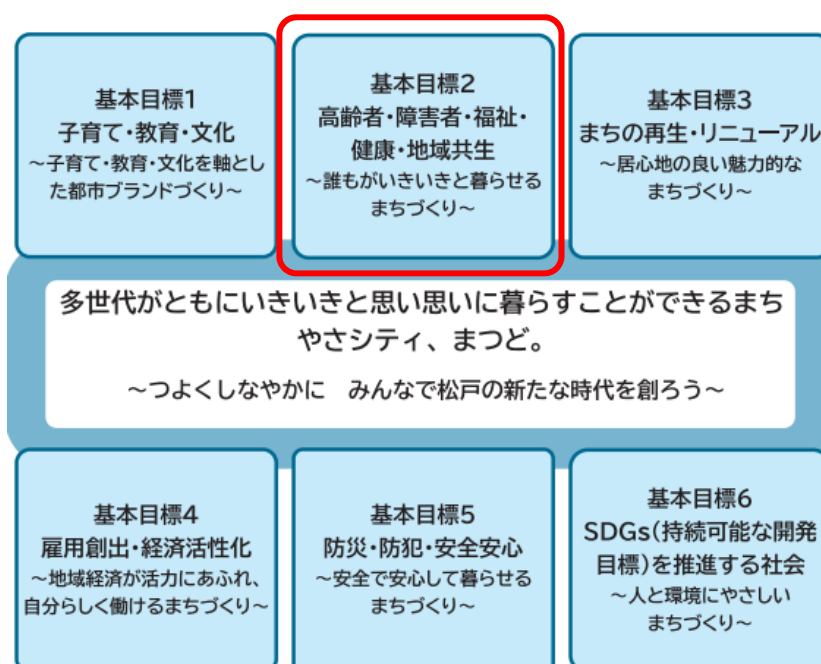 基本目標1
子育て・教育・文化
～子育て・教育・文化を軸とし
た都市ブランドづくり～
基本目標2
高齢者・障害者・福祉・
健康・地域共生
～誰もがいきいきと暮らせる
まちづくり～
基本目標3
まちの再生・リニューアル
～居心地の良い魅力的な
まちづくり～
多世代がともにいきいきと思い思いに暮らすことができるまち
やさシティ、まつど。
～つよくしなやかに　みんなで松戸の新たな時代を創ろう～
基本目標4
雇用創出・経済活性化
～地域経済が活力にあふれ、
自分らしく働けるまちづくり～
基本目標5
防災・防犯・安全安心
～安全で安心して暮らせる
まちづくり～
基本目標6
SDGs(持続可能な開発
目標)を推進する社会
～人と環境にやさしい
まちづくり～